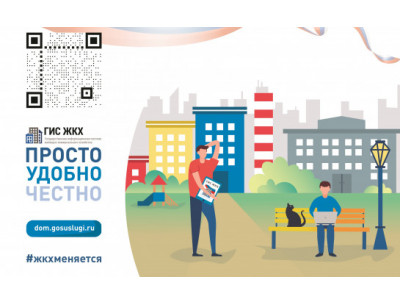 ГИС ЖКХ
ПРОСТО
УДОБНО
ЧЕСТНО
dom.gosuslugi.ru
#жкхменяется